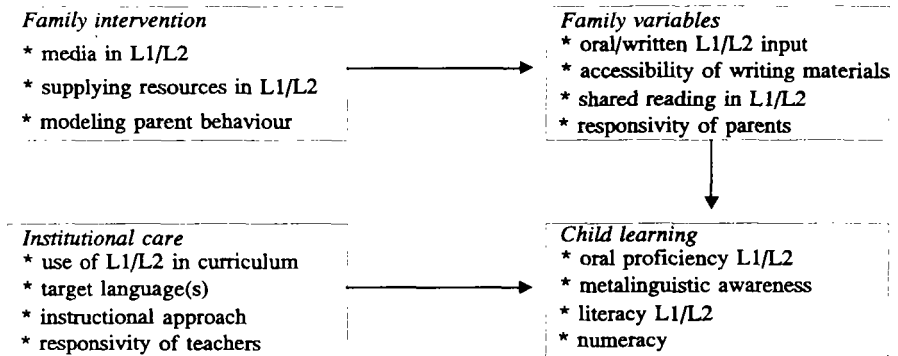 Family intervention
* media in L1/L2
* supplying resources in L1/L2
* modeling parent behaviour
Family variables
* oral/written L1/L2 input
* accessibility of writing materials
* shared reading in L1/L2
* responsivity of parents
Institutional care
* use of L1/L2 in curriculum
* target language(s)
* instructional approach
* responsivity of teachers
Child learning
* oral proficiency L1/L2
* metalinguistic awareness
* literacy L1/L2
* numeracy